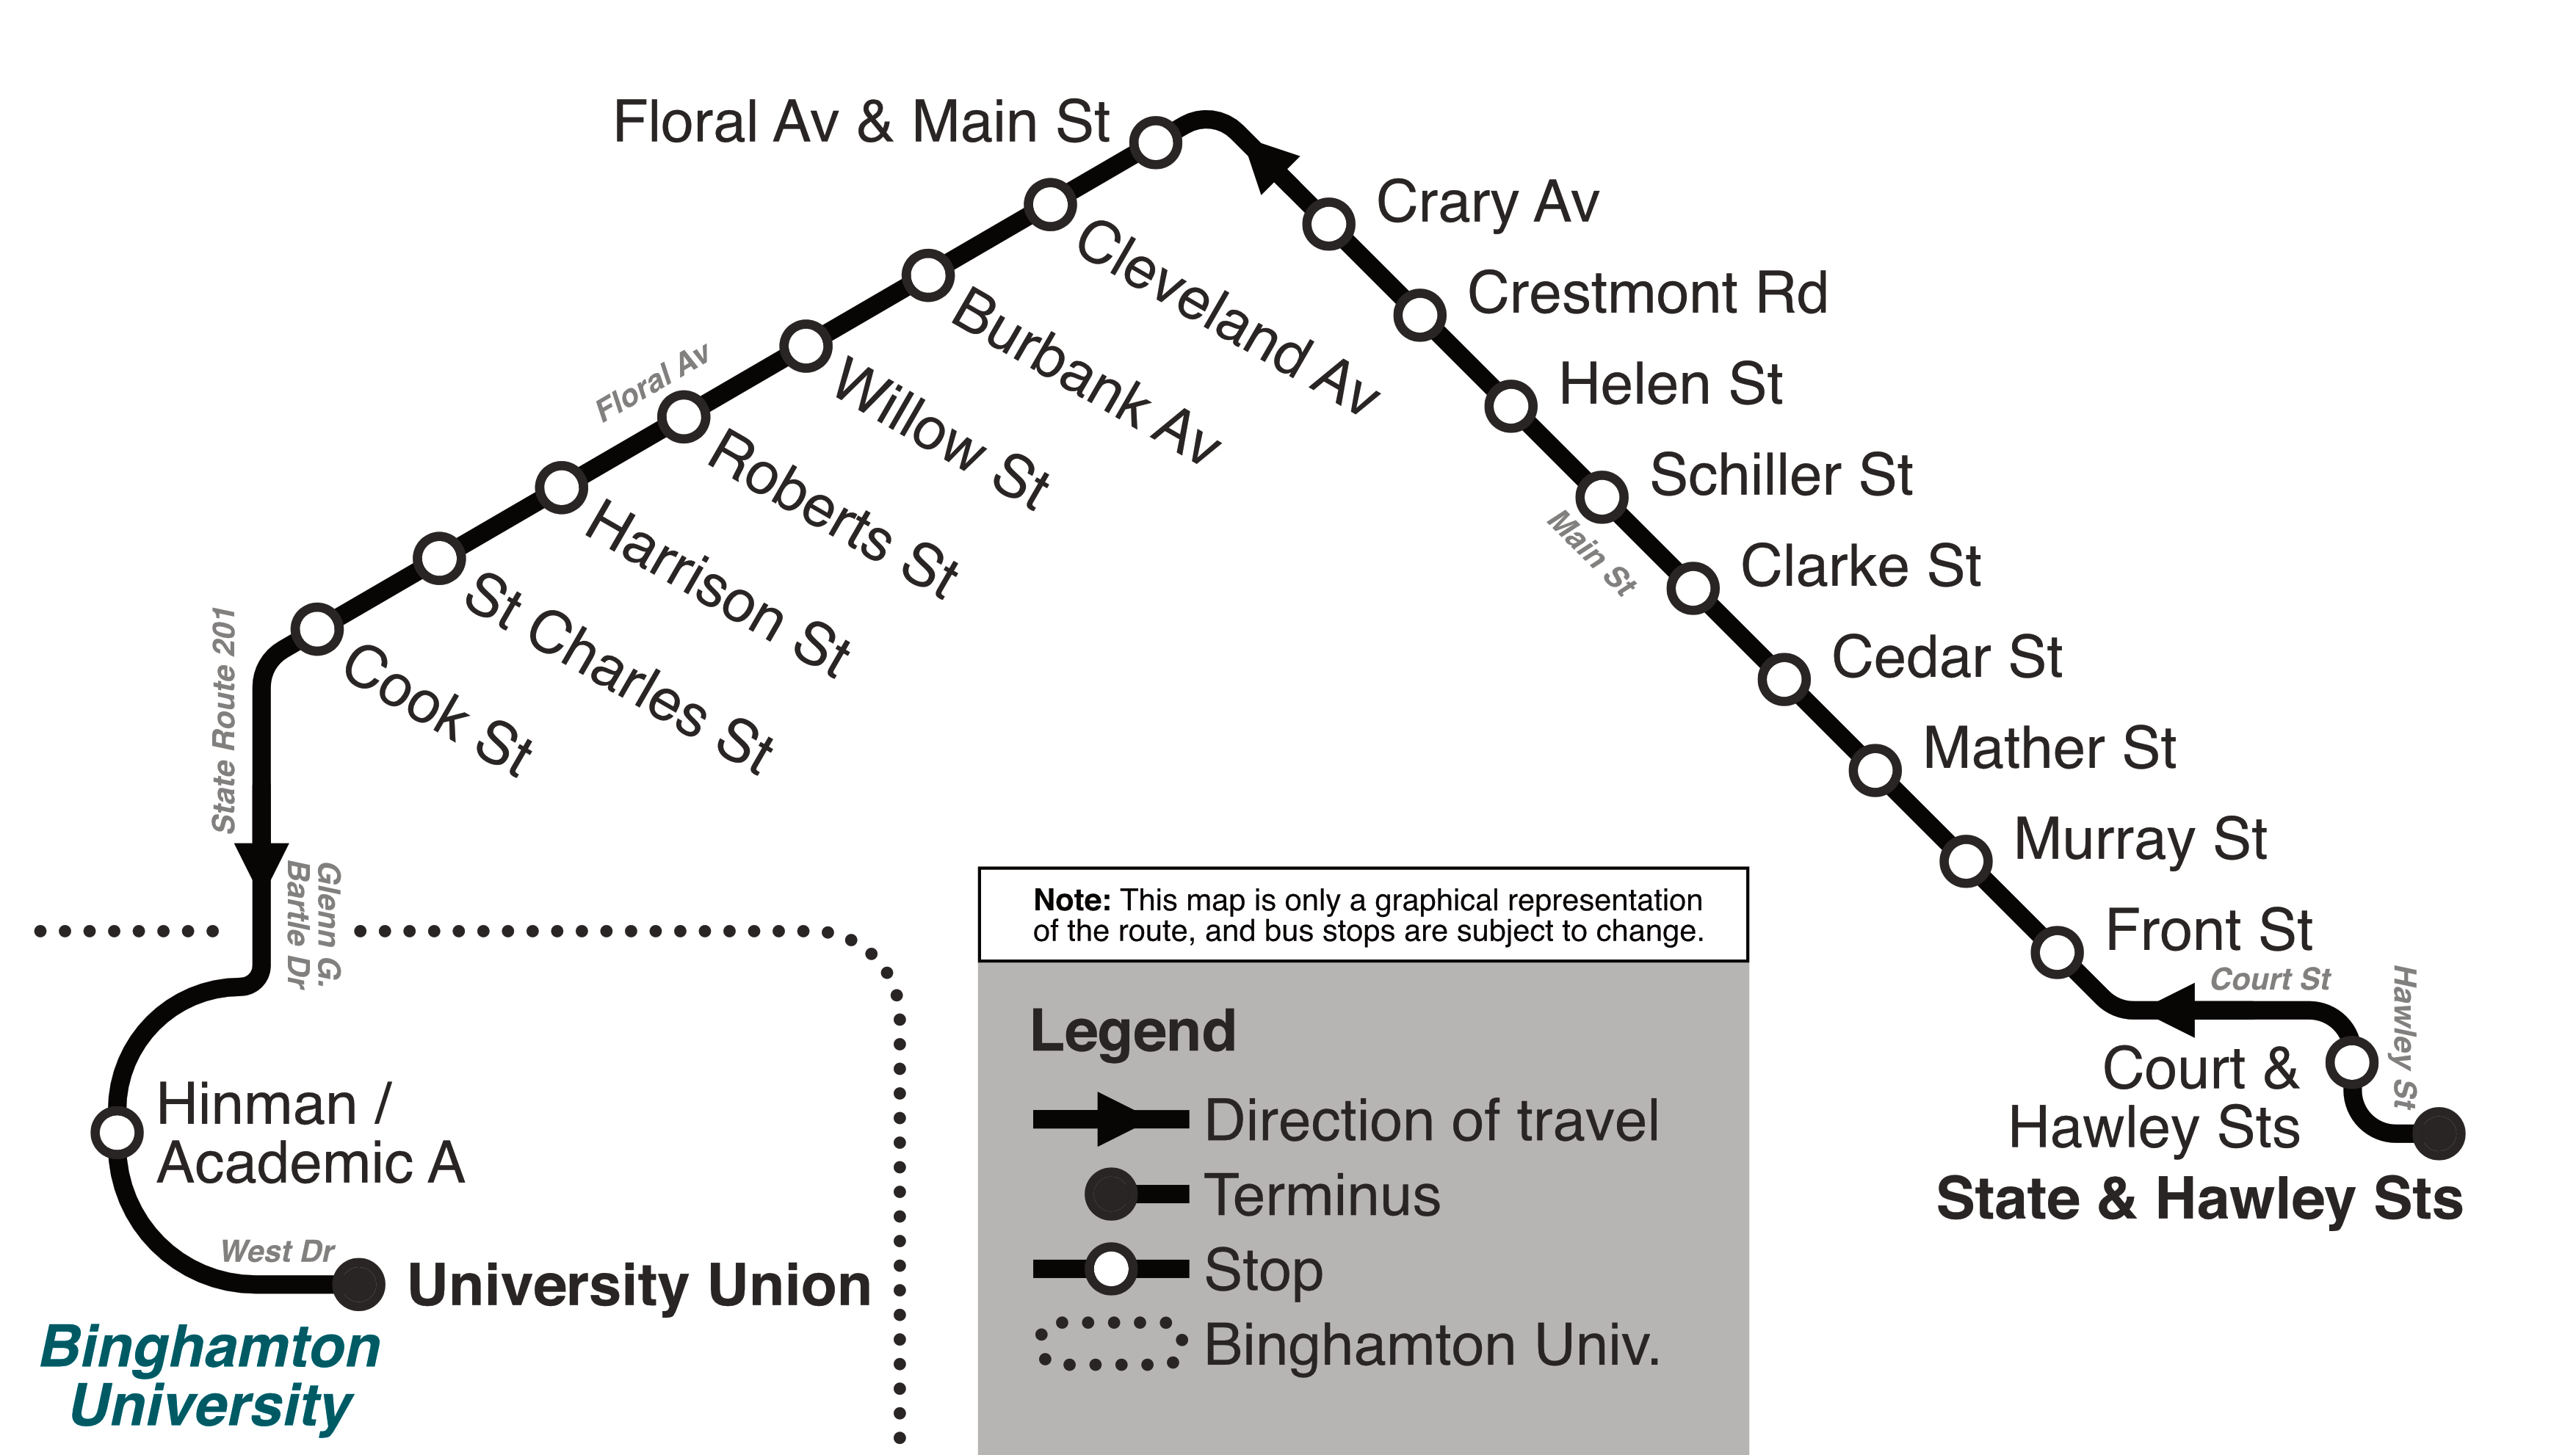 Floral Av & Main St
Crary Av
Crestmont Rd
Helen St
Schiller St
Clarke St
Cedar St
Mather St
Murray St
Front St
Main St
Court St
Hawley St
Court &
Hawley Sts
State & Hawley Sts
Cleveland Av
Burbank Av
Willow St
Roberts St
Harrison St
St Charles St
Cook St
Floral Av
State Route 201
Glenn G.
Bartle Dr
Hinman /
Academic A
West Dr
University Union
Binghamton
University
Note: This map is only a graphical representation
of the route, and bus stops are subject to change.
Legend
Direction of travel
Terminus
Stop
Binghamton Univ.